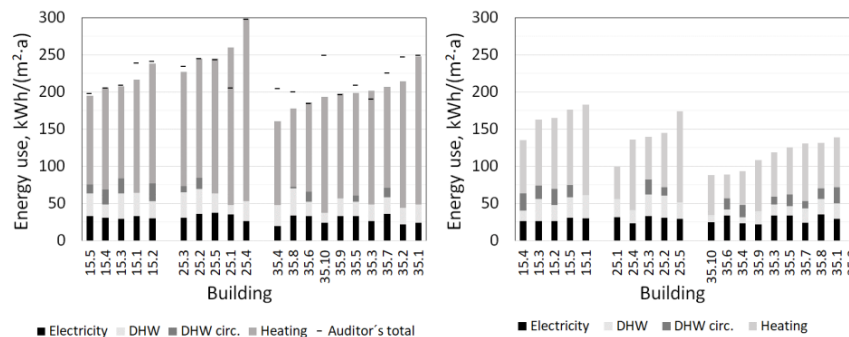 Energy use, kWh/(m²·a)
300
250
200
150
100
50
0
15.5 15.4 15.3 15.1 15.2 25.3 25.2 25.5 25.1 25.4 35.4 35.8 35.6 35.10 35.9 35.5 35.3 35.7 35.2 35.1
Building
Electricity DHW DHW circ. Heating Auditor´s total
Energy use, kWh/(m²·a)
300
250
200
150
100
50
0
15.4 15.3 15.2 15.5 15.1 25.1 25.4 25.3 25.2 25.5 35.10 35.6 35.4 35.9 35.3 35.5 35.7 35.8 35.1
Building
Electricity DHW DHW circ. Heating